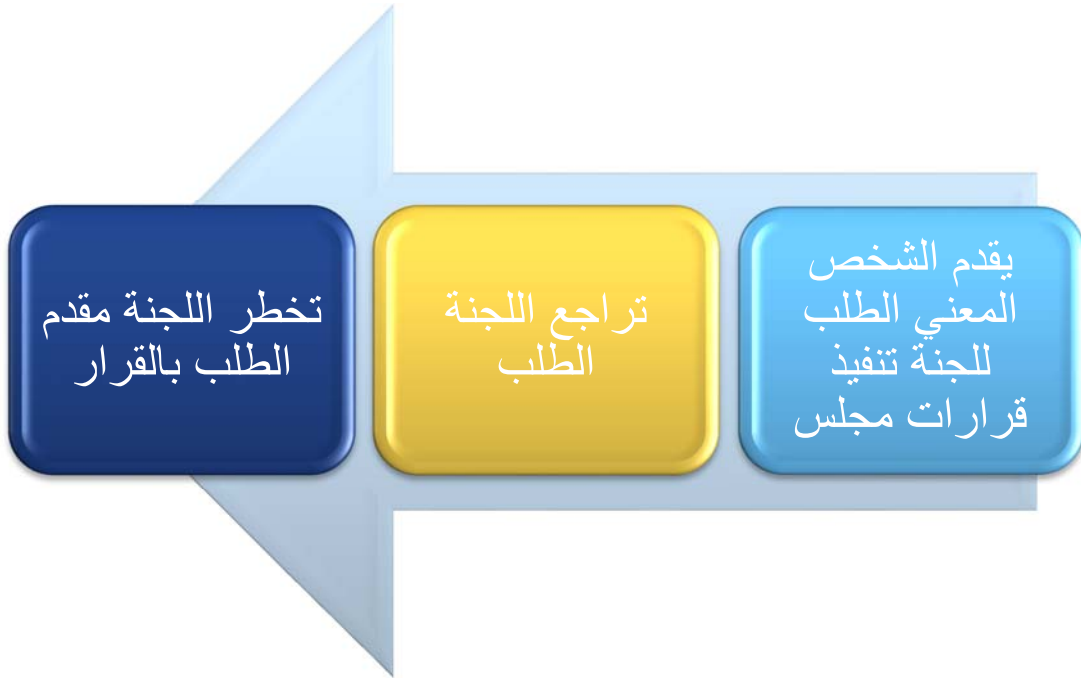 يقدم الشخص
المعني الطلب
للجنة تنفيذ
قرارات مجلس
تراجع اللجنة
الطلب
تخطر اللجنة مقدم
الطلب بالقرار